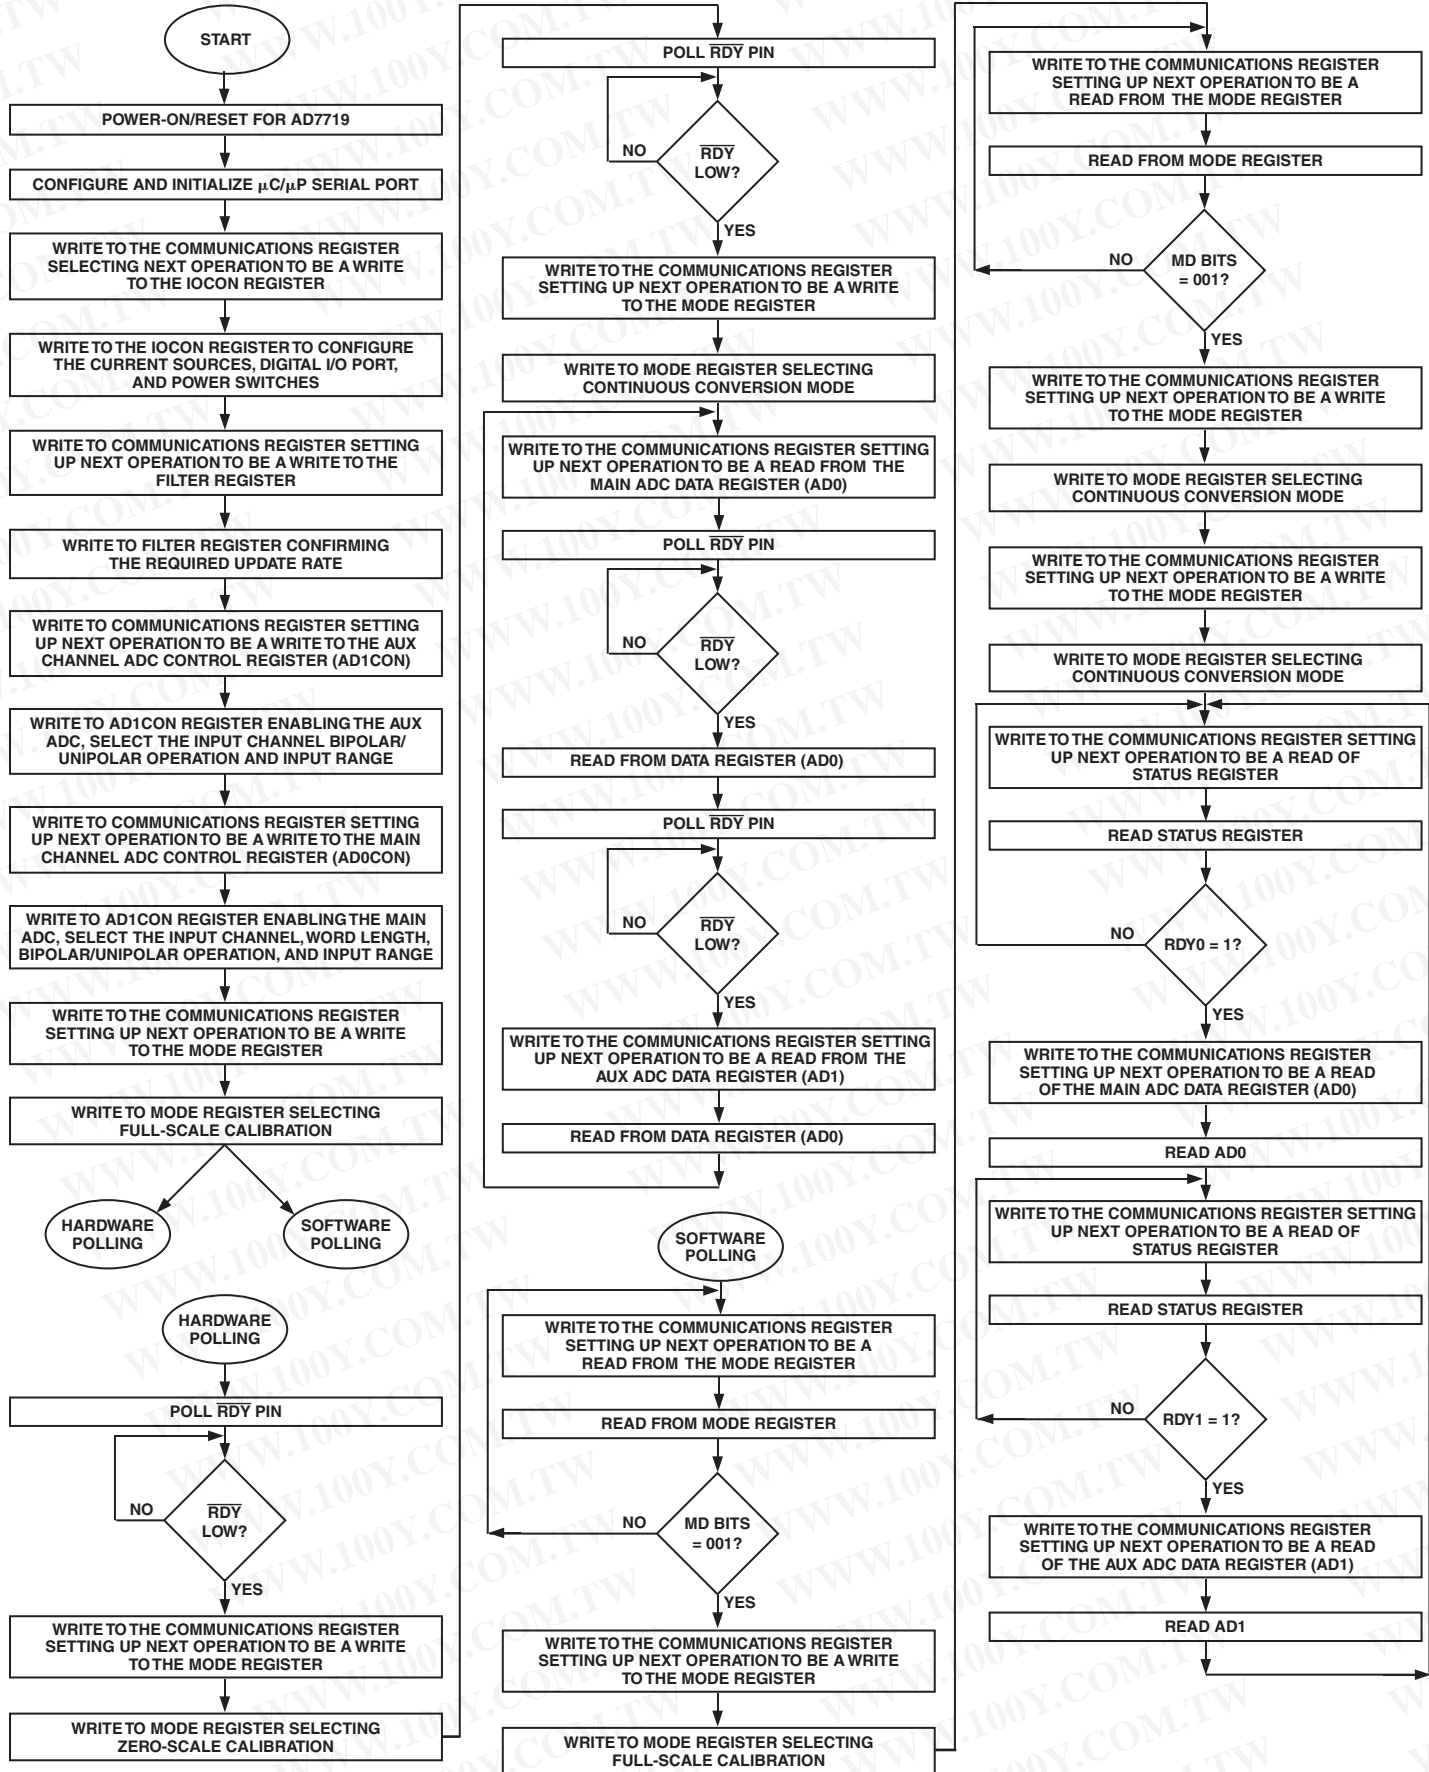 START
POWER-ON/RESET FOR AD7719
CONFIGURE AND INITIALIZE μC/μP SERIAL PORT
WRITE TO THE COMMUNICATIONS REGISTER
SELECTING NEXT OPERATION TO BE A WRITE
TO THE IOCON REGISTER
WRITE TO THE IOCON REGISTER TO CONFIGURE
THE CURRENT SOURCES, DIGITAL I/O PORT,
AND POWER SWITCHES
WRITE TO COMMUNICATIONS REGISTER SETTING
UP NEXT OPERATION TO BE A WRITE TO THE
FILTER REGISTER
WRITE TO FILTER REGISTER CONFIRMING
THE REQUIRED UPDATE RATE
WRITE TO COMMUNICATIONS REGISTER SETTING
UP NEXT OPERATION TO BE A WRITE TO THE AUX
CHANNEL ADC CONTROL REGISTER (AD1CON)
WRITE TO AD1CON REGISTER ENABLING THE AUX
ADC, SELECT THE INPUT CHANNEL BIPOLAR/
UNIPOLAR OPERATION AND INPUT RANGE
WRITE TO COMMUNICATIONS REGISTER SETTING
UP NEXT OPERATION TO BE A WRITE TO THE MAIN
CHANNEL ADC CONTROL REGISTER (AD0CON)
WRITE TO AD1CON REGISTER ENABLING THE MAIN
ADC, SELECT THE INPUT CHANNEL, WORD LENGTH,
BIPOLAR/UNIPOLAR OPERATION, AND INPUT RANGE
WRITE TO THE COMMUNICATIONS REGISTER
SETTING UP NEXT OPERATION TO BE A WRITE
TO THE MODE REGISTER
WRITE TO MODE REGISTER SELECTING
FULL-SCALE CALIBRATION
HARDWARE
POLLING
SOFTWARE
POLLING
HARDWARE
POLLING
POLL RDY PIN
NO
RDY
LOW?
YES
WRITE TO THE COMMUNICATIONS REGISTER
SETTING UP NEXT OPERATION TO BE A WRITE
TO THE MODE REGISTER
WRITE TO MODE REGISTER SELECTING
ZERO-SCALE CALIBRATION
POLL RDY PIN
NO
RDY
LOW?
YES
WRITE TO THE COMMUNICATIONS REGISTER
SETTING UP NEXT OPERATION TO BE A WRITE
TO THE MODE REGISTER
WRITE TO MODE REGISTER SELECTING
CONTINUOUS CONVERSION MODE
WRITE TO THE COMMUNICATIONS REGISTER SETTING
UP NEXT OPERATION TO BE A READ FROM THE
MAIN ADC DATA REGISTER (AD0)
POLL RDY PIN
NO
RDY
LOW?
YES
READ FROM DATA REGISTER (AD0)
POLL RDY PIN
NO
RDY
LOW?
YES
WRITE TO THE COMMUNICATIONS REGISTER SETTING
UP NEXT OPERATION TO BE A READ FROM THE
AUX ADC DATA REGISTER (AD1)
READ FROM DATA REGISTER (AD0)
SOFTWARE
POLLING
WRITE TO THE COMMUNICATIONS REGISTER
SETTING UP NEXT OPERATION TO BE A
READ FROM THE MODE REGISTER
READ FROM MODE REGISTER
NO
MD BITS
= 001?
YES
WRITE TO THE COMMUNICATIONS REGISTER
SETTING UP NEXT OPERATION TO BE A WRITE
TO THE MODE REGISTER
WRITE TO MODE REGISTER SELECTING
FULL-SCALE CALIBRATION
WRITE TO THE COMMUNICATIONS REGISTER
SETTING UP NEXT OPERATION TO BE A
READ FROM THE MODE REGISTER
READ FROM MODE REGISTER
NO
MD BITS
= 001?
YES
WRITE TO THE COMMUNICATIONS REGISTER
SETTING UP NEXT OPERATION TO BE A WRITE
TO THE MODE REGISTER
WRITE TO MODE REGISTER SELECTING
CONTINUOUS CONVERSION MODE
WRITE TO THE COMMUNICATIONS REGISTER
SETTING UP NEXT OPERATION TO BE A WRITE
TO THE MODE REGISTER
WRITE TO MODE REGISTER SELECTING
CONTINUOUS CONVERSION MODE
WRITE TO THE COMMUNICATIONS REGISTER SETTING
UP NEXT OPERATION TO BE A READ OF
STATUS REGISTER
READ STATUS REGISTER
NO
RDY0 = 1?
YES
WRITE TO THE COMMUNICATIONS REGISTER
SETTING UP NEXT OPERATION TO BE A READ
OF THE MAIN ADC DATA REGISTER (AD0)
READ AD0
WRITE TO THE COMMUNICATIONS REGISTER SETTING
UP NEXT OPERATION TO BE A READ OF
STATUS REGISTER
READ STATUS REGISTER
NO
RDY1 = 1?
YES
WRITE TO THE COMMUNICATIONS REGISTER
SETTING UP NEXT OPERATION TO BE A READ
OF THE AUX ADC DATA REGISTER (AD1)
READ AD1
WWW.100Y.COM.TW